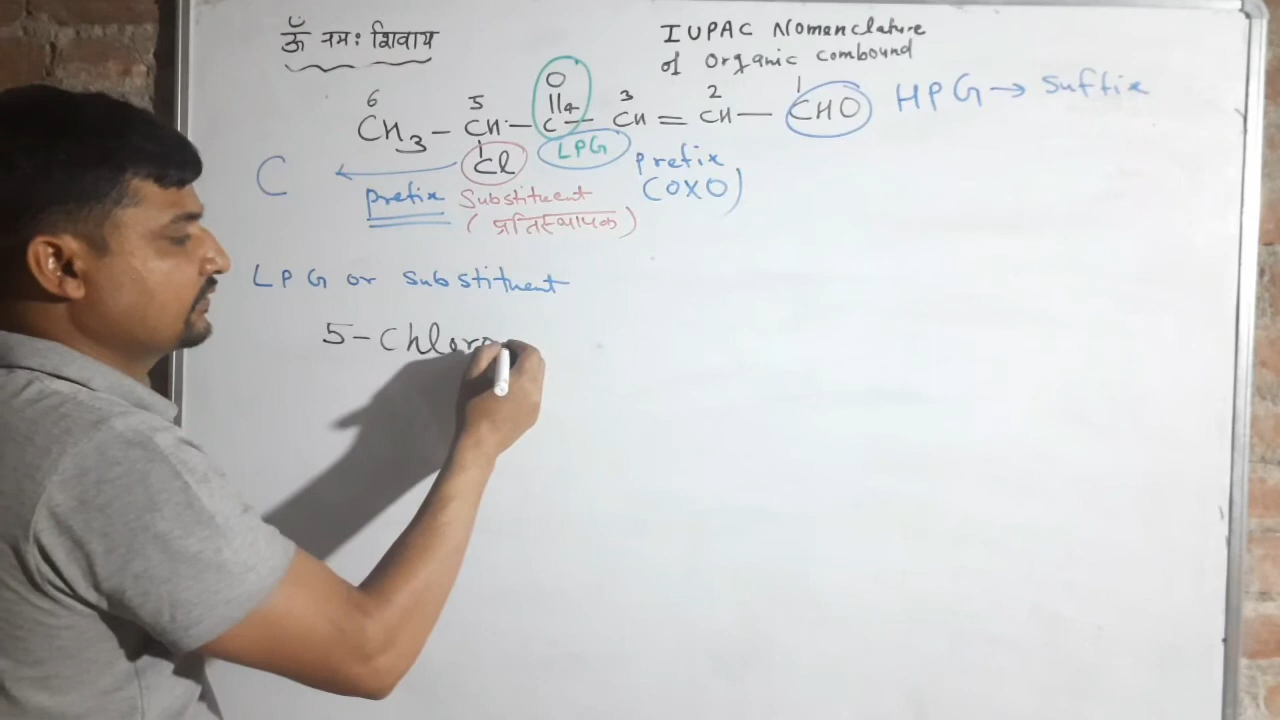 ॐ नमः शिवाय
IUPAC Nomenclature
of Organic combound
O
6 5 ||4 3 2 1
CH3 – CH – C – CH = CH – CHO HPG → Suffix
Cl LPG prefix
C ← prefix Substituent (OXO)
(प्रतिस्थापक)
LPG or substituent
5-Chloro